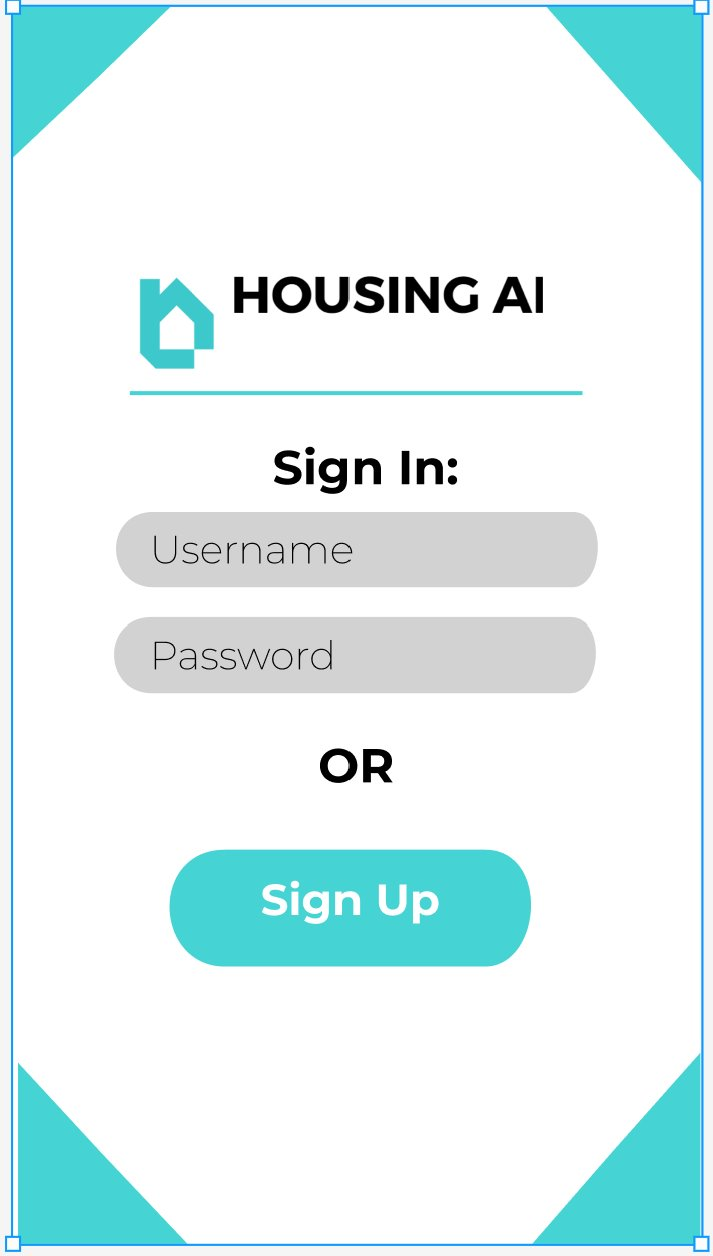 HOUSING AI
Sign In:
Username
Password
OR
Sign Up